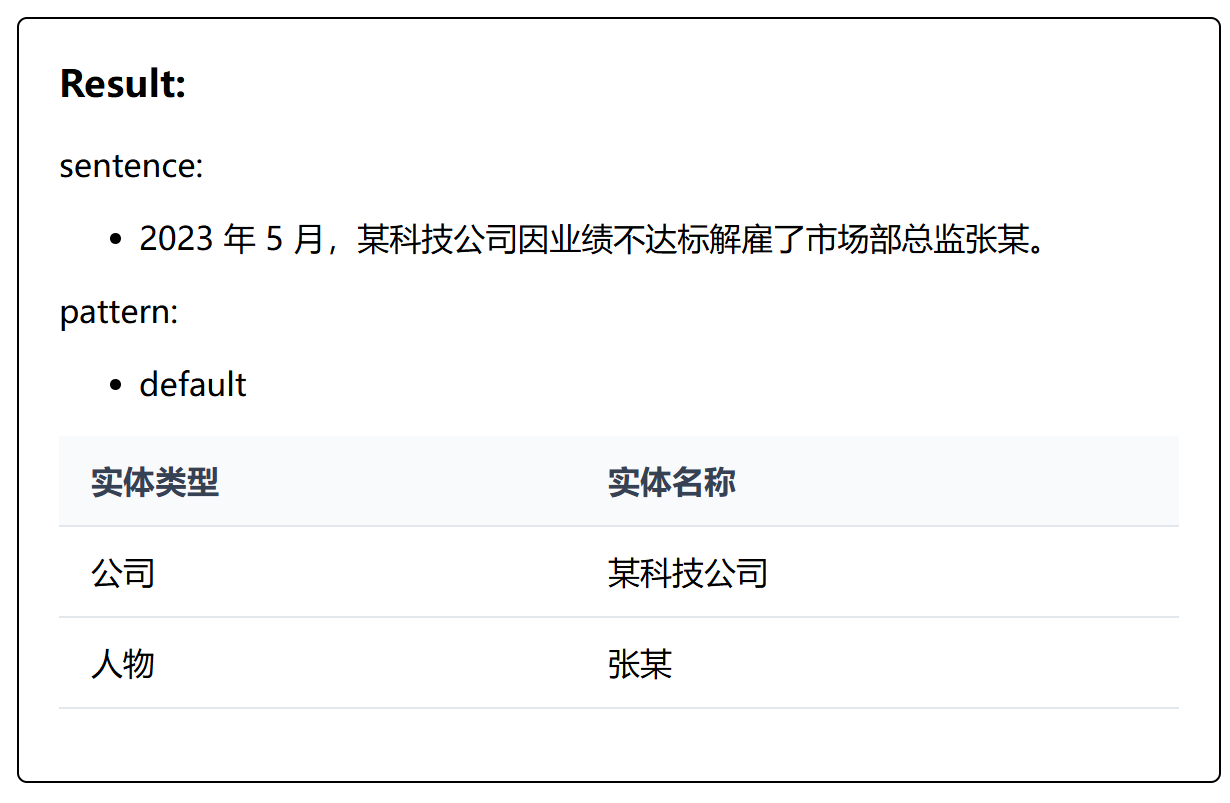 Result:
sentence:
• 2023 年 5 月，某科技公司因业绩不达标解雇了市场部总监张某。
pattern:
• default
实体类型 实体名称
公司 某科技公司
人物 张某